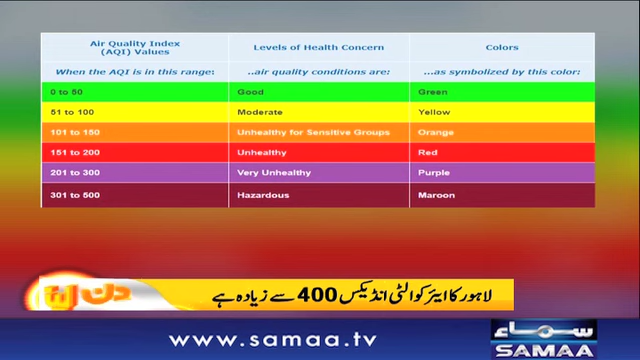 Air Quality Index
(AQI) Values
Levels of Health Concern
Colors
When the AQI is in this range:
..air quality conditions are:
...as symbolized by this color:
0 to 50
Good
Green
51 to 100
Moderate
Yellow
101 to 150
Unhealthy for Sensitive Groups
Orange
151 to 200
Unhealthy
Red
201 to 300
Very Unhealthy
Purple
301 to 500
Hazardous
Maroon
لاہور کا ایئر کوالٹی انڈیکس 400 سے زیادہ ہے
دن
www.samaa.tv
سماء
SAMAA